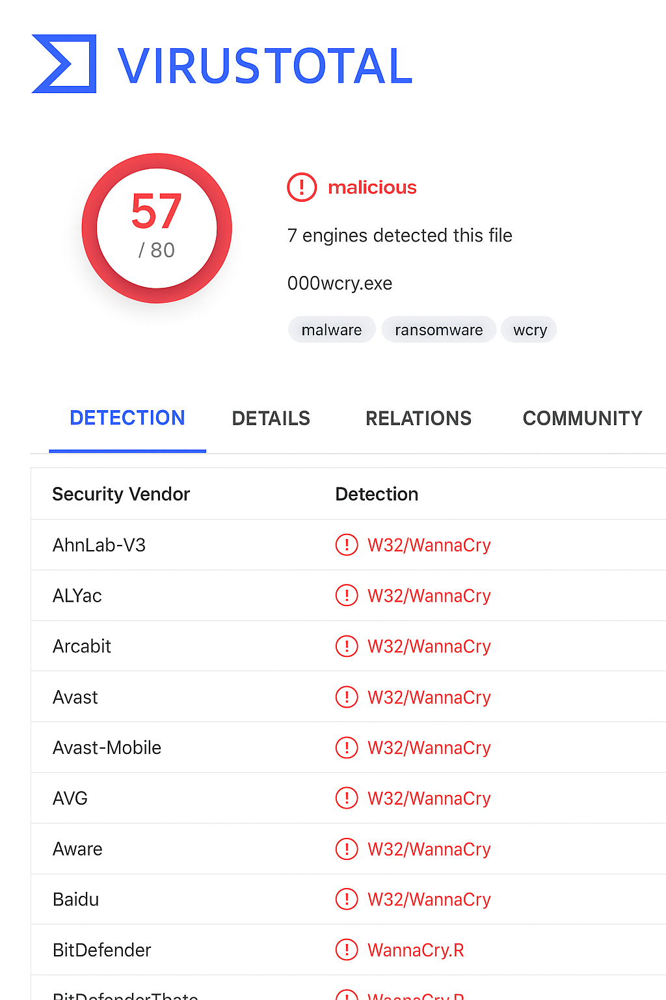 VIRUSTOTAL
57
/ 80
malicious
7 engines detected this file
000wcry.exe
malware ransomware wcry
DETECTION DETAILS RELATIONS COMMUNITY
Security Vendor Detection
AhnLab-V3 W32/WannaCry
ALYac W32/WannaCry
Arcabit W32/WannaCry
Avast W32/WannaCry
Avast-Mobile W32/WannaCry
AVG W32/WannaCry
Aware W32/WannaCry
Baidu W32/WannaCry
BitDefender WannaCry.R